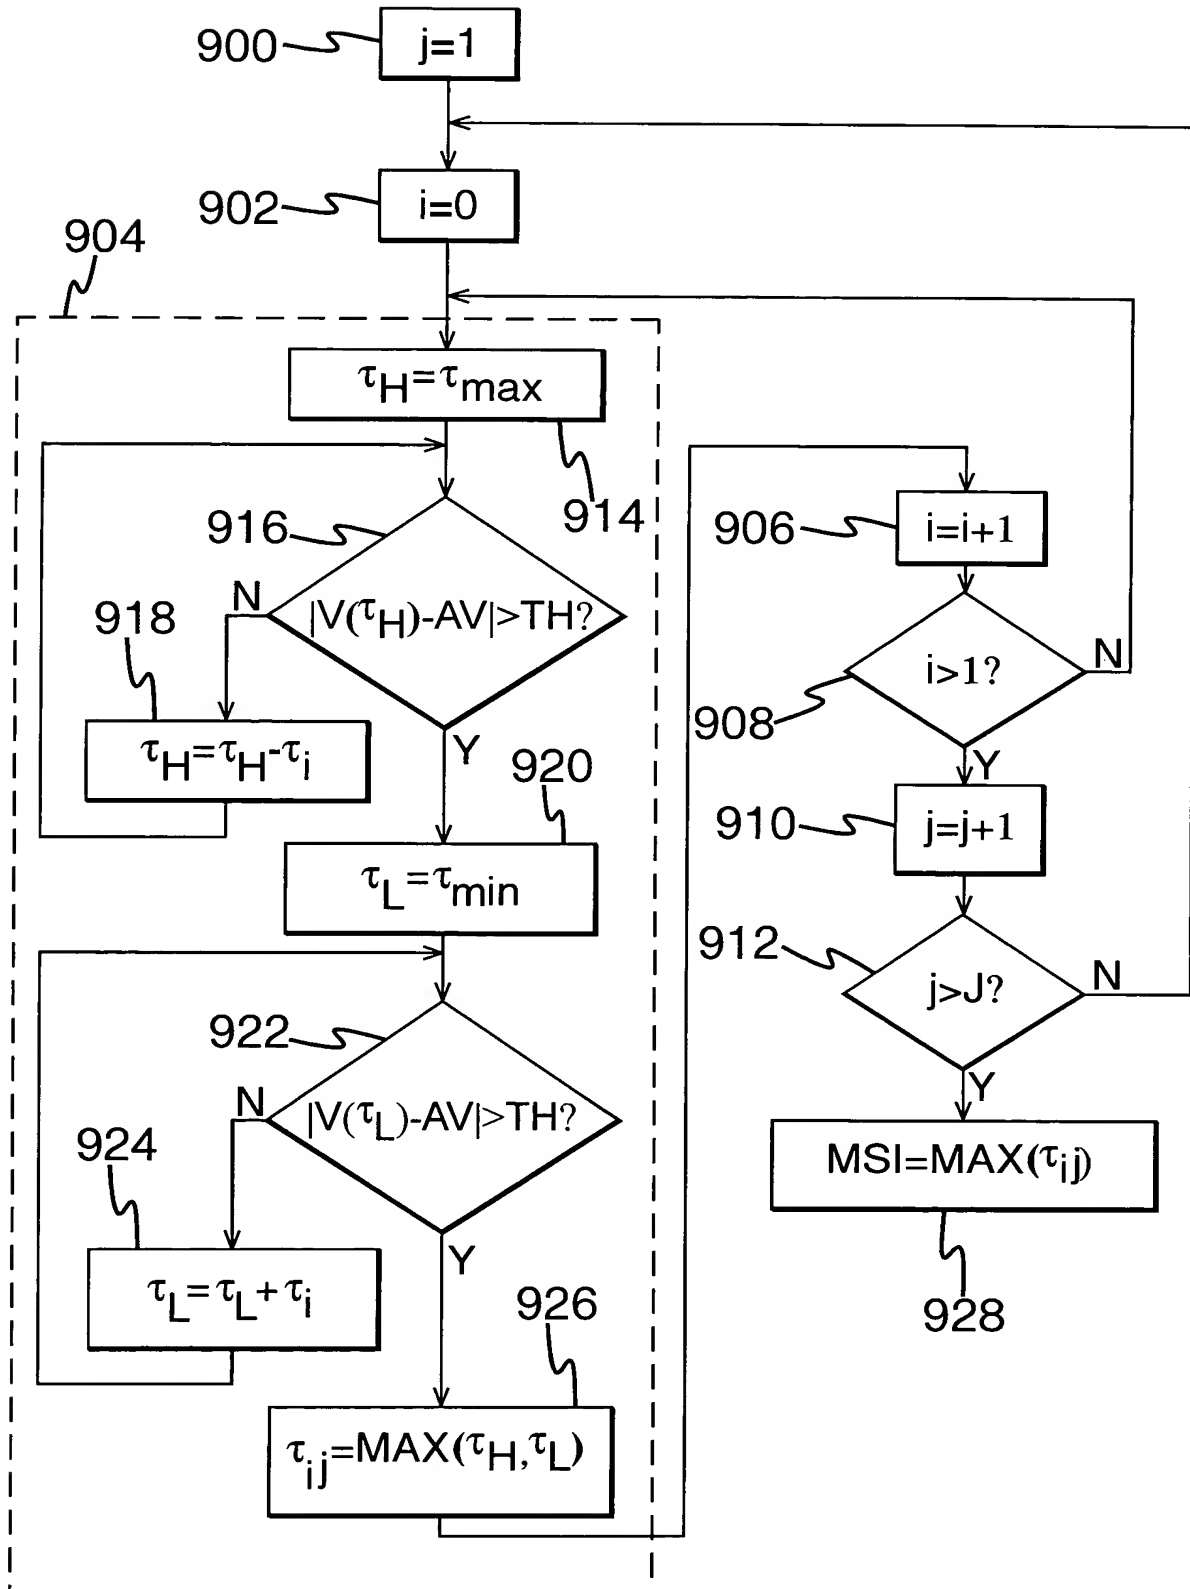 900
j=1
902
i=0
904
τH=τmax
914
916
|V(τH)-AV|>TH?
N
Y
918
τH=τH-τi
920
τL=τmin
922
|V(τL)-AV|>TH?
N
Y
924
τL=τL+τi
926
τij=MAX(τH,τL)
906
i=i+1
908
i>1?
N
Y
910
j=j+1
912
j>J?
N
Y
MSI=MAX(τij)
928